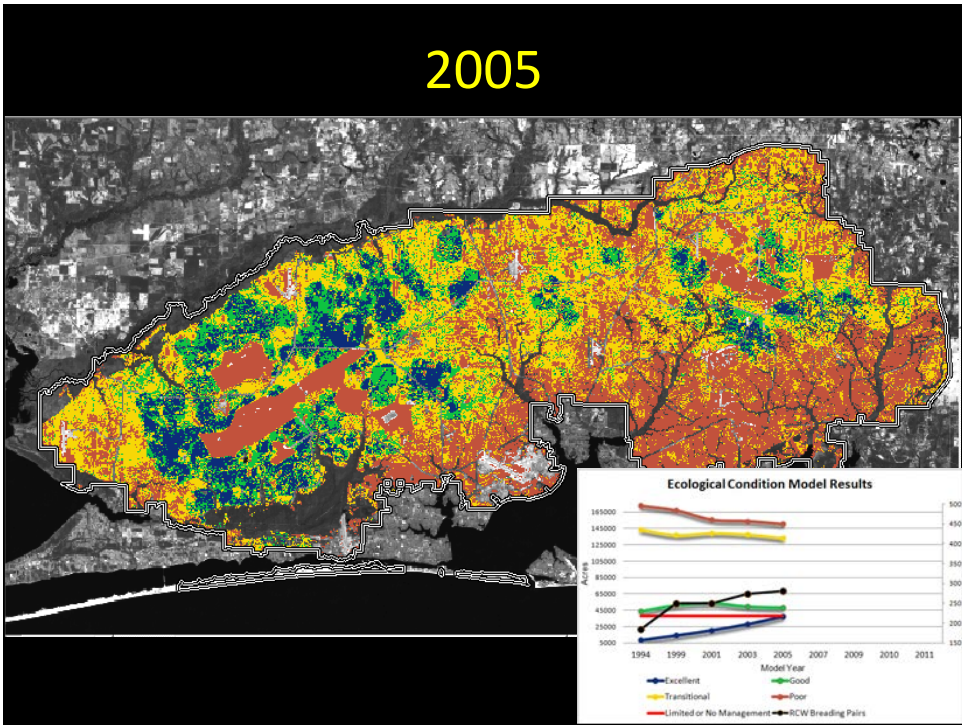 2005
Ecological Condition Model Results
165000
145000
125000
105000
85000
65000
45000
25000
5000
Acres
500
450
400
350
300
250
200
150
1994 1999 2001 2003 2005 2007 2009 2010 2011
Model Year
Excellent Good
Transitional Poor
Limited or No Management RCW Breading Pairs